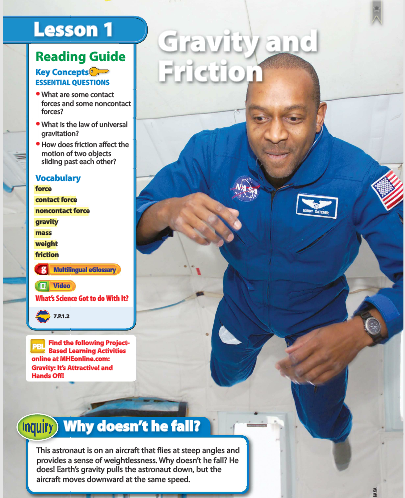 Lesson 1
Gravity and
Friction
Reading Guide
Key Concepts
ESSENTIAL QUESTIONS
• What are some contact
forces and some noncontact
forces?
• What is the law of universal
gravitation?
• How does friction affect the
motion of two objects
sliding past each other?
Vocabulary
force
contact force
noncontact force
gravity
mass
weight
friction
g Multilingual eGlossary
Video
What's Science Got to do With It?
7.P.1.2
PBL Find the following Project-
Based Learning Activities
online at MHEonline.com:
Gravity: It's Attractive! and
Hands Off!
NASA
inquiry Why doesn't he fall?
This astronaut is on an aircraft that flies at steep angles and
provides a sense of weightlessness. Why doesn't he fall? He
does! Earth's gravity pulls the astronaut down, but the
aircraft moves downward at the same speed.